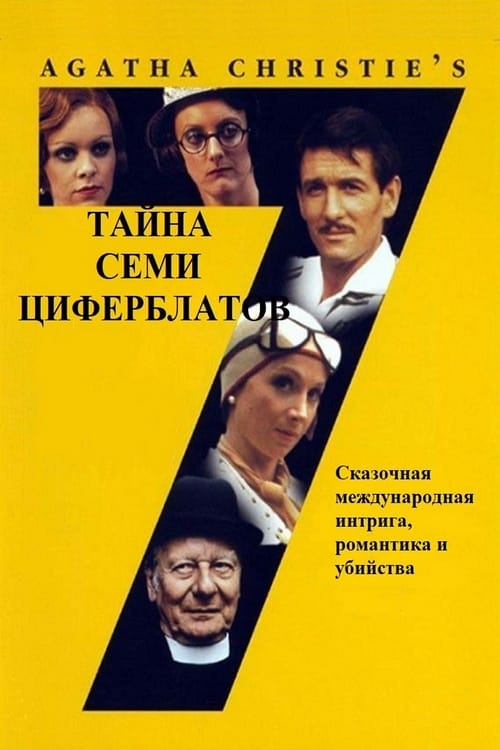 AGATHA CHRISTIE'S
ТАЙНА
СЕМИ
ЦИФЕРБЛАТОВ
Сказочная
международная
интрига,
романтика и
убийства